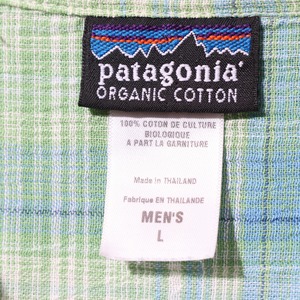 patagonia®
ORGANIC COTTON
100% COTON DE CULTURE
BIOLOGIQUE
A PART LA GARNITURE
Made in THAILAND
Fabriqué en THAILANDE
MEN'S
L